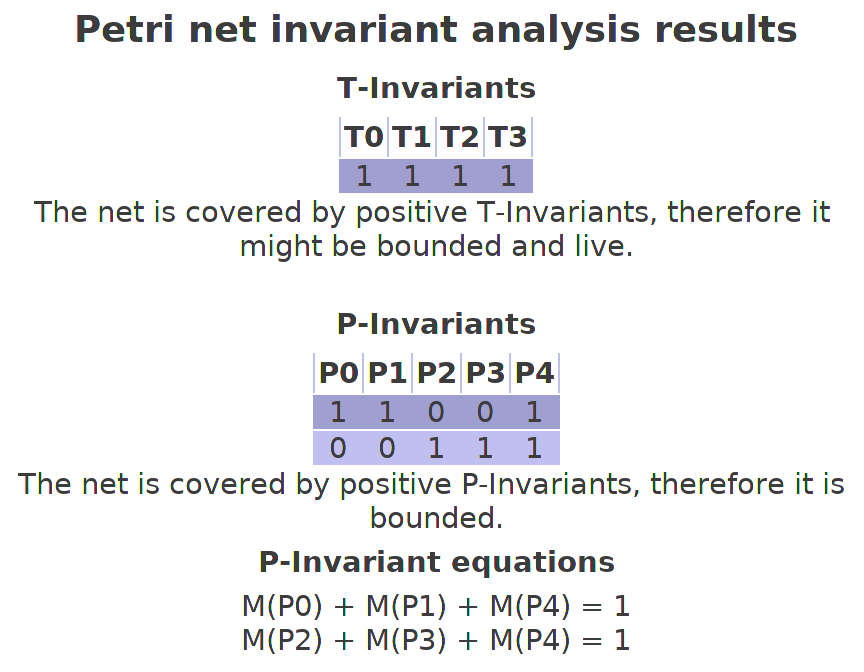 Petri net invariant analysis results
T-Invariants
T0 T1 T2 T3
1 1 1 1
The net is covered by positive T-Invariants, therefore it
might be bounded and live.
P-Invariants
P0 P1 P2 P3 P4
1 1 0 0 1
0 0 1 1 1
The net is covered by positive P-Invariants, therefore it is
bounded.
P-Invariant equations
M(P0) + M(P1) + M(P4) = 1
M(P2) + M(P3) + M(P4) = 1